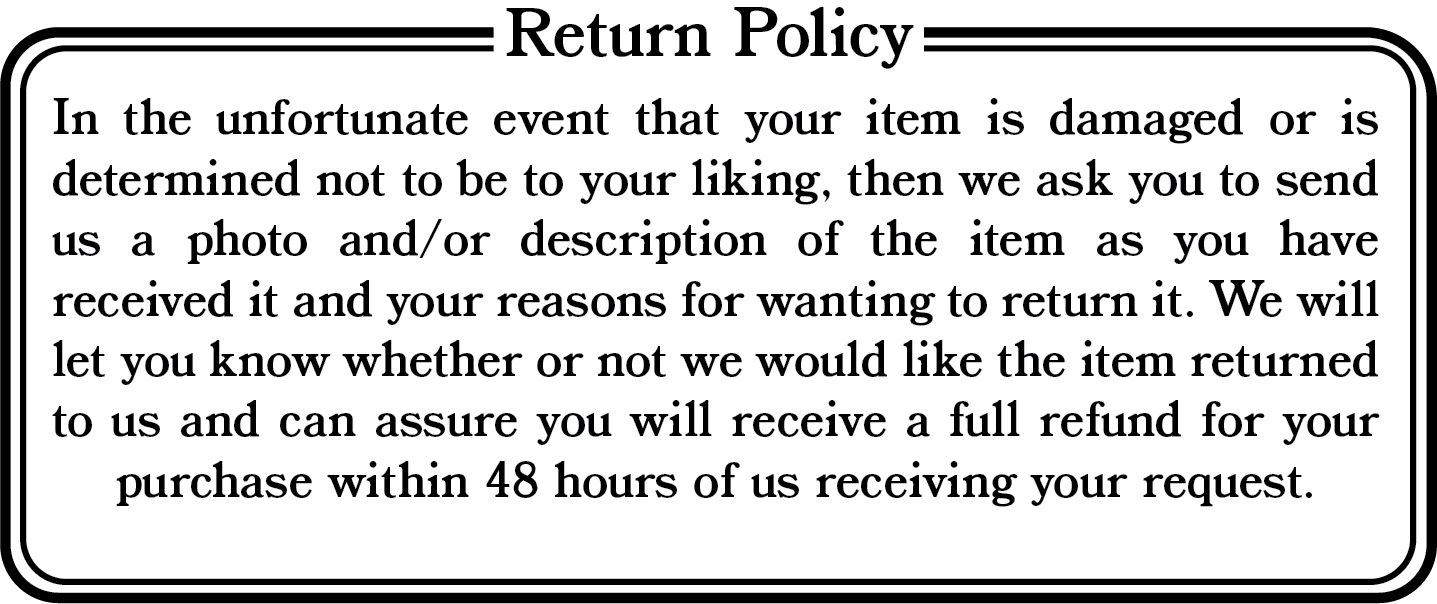 Return Policy
In the unfortunate event that your item is damaged or is
determined not to be to your liking, then we ask you to send
us a photo and/or description of the item as you have
received it and your reasons for wanting to return it. We will
let you know whether or not we would like the item returned
to us and can assure you will receive a full refund for your
purchase within 48 hours of us receiving your request.